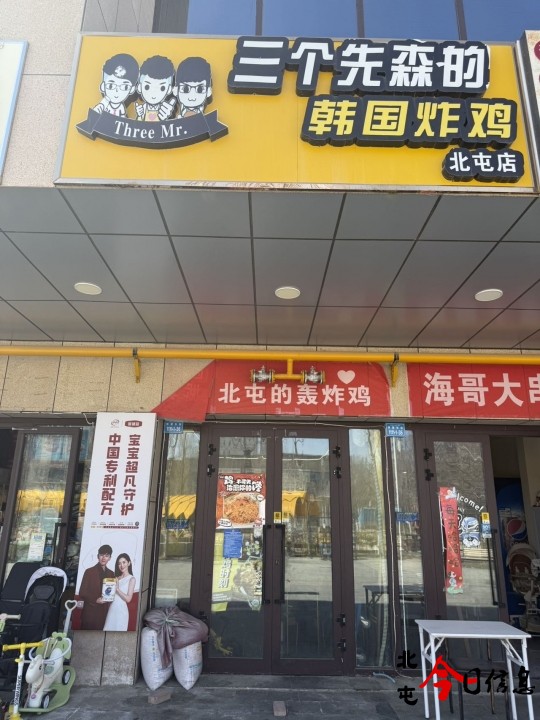 三个先森的
韩国炸鸡
北屯店
Three Mr.
北屯的轰炸鸡
海哥大串
宝宝超凡守护
中国专利配方
Welcome!
北屯
今日信息